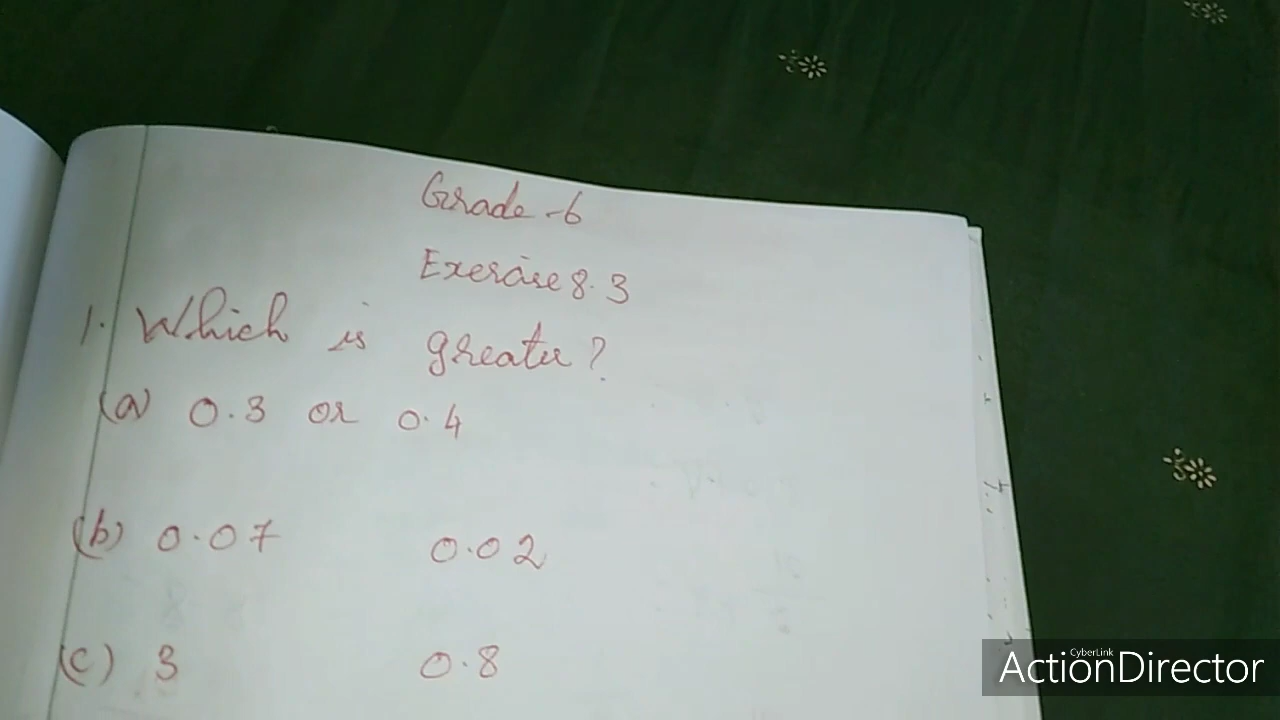 Grade -6
Exercise 8.3
1. Which is greater?
(a) 0.3 or 0.4
(b) 0.07 0.02
(c) 3 0.8
CyberLink
ActionDirector